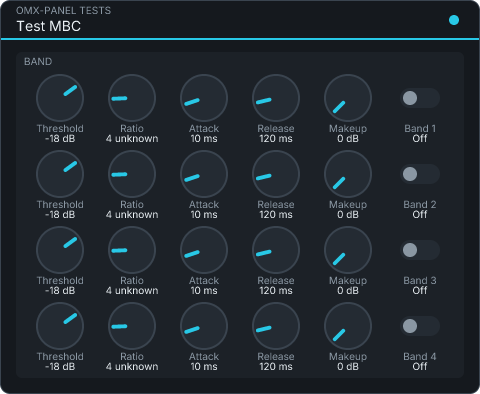 OMX-PANEL TESTS
Test MBC
BAND
Threshold Ratio Attack Release Makeup Band 1
-18 dB 4 unknown 10 ms 120 ms 0 dB Off
Threshold Ratio Attack Release Makeup Band 2
-18 dB 4 unknown 10 ms 120 ms 0 dB Off
Threshold Ratio Attack Release Makeup Band 3
-18 dB 4 unknown 10 ms 120 ms 0 dB Off
Threshold Ratio Attack Release Makeup Band 4
-18 dB 4 unknown 10 ms 120 ms 0 dB Off